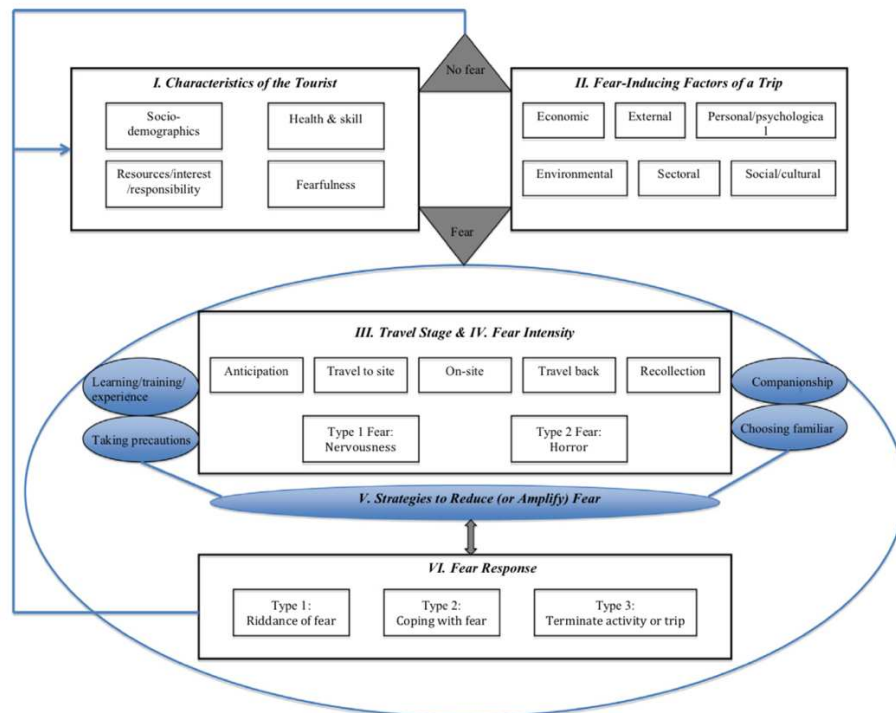 No fear
I. Characteristics of the Tourist
Socio-
demographics
Health & skill
Resources/interest
/responsibility
Fearfulness
II. Fear-Inducing Factors of a Trip
Economic
External
Personal/psychologica
l
Environmental
Sectoral
Social/cultural
Fear
III. Travel Stage & IV. Fear Intensity
Anticipation
Travel to site
On-site
Travel back
Recollection
Type 1 Fear:
Nervousness
Type 2 Fear:
Horror
Learning/training/
experience
Taking precautions
Companionship
Choosing familiar
V. Strategies to Reduce (or Amplify) Fear
VI. Fear Response
Type 1:
Riddance of fear
Type 2:
Coping with fear
Type 3:
Terminate activity or trip